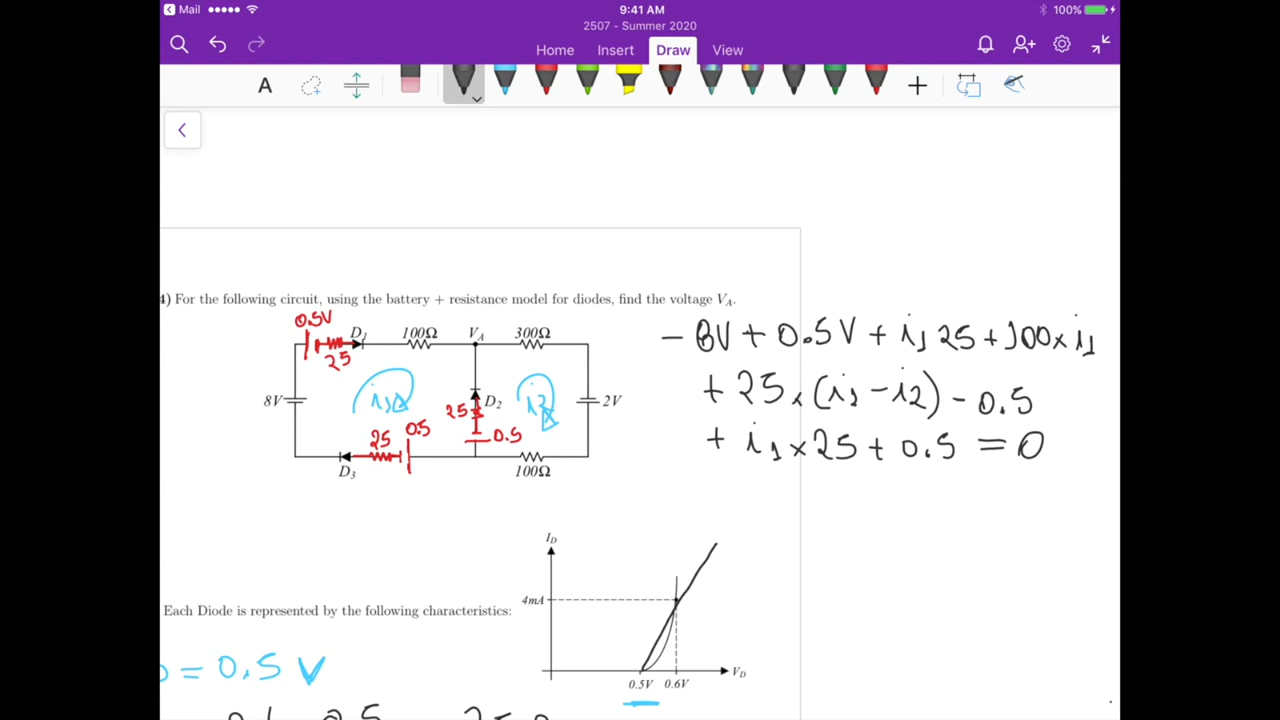 Mail
9:41 AM
100%
2507 - Summer 2020
Home Insert Draw View
A
4) For the following circuit, using the battery + resistance model for diodes, find the voltage VA.
0.5V
D1 100Ω VA 300Ω
25
8V i1 25 D2 i2 2V
25 0.5 0.5
D3 100Ω
- 8V + 0.5V + i1 25 + 100 x i1
+ 25 x (i1 - i2) - 0.5
+ i1 x 25 + 0.5 = 0
ID
4mA
Each Diode is represented by the following characteristics:
VD
0.5V 0.6V
= 0.5 V